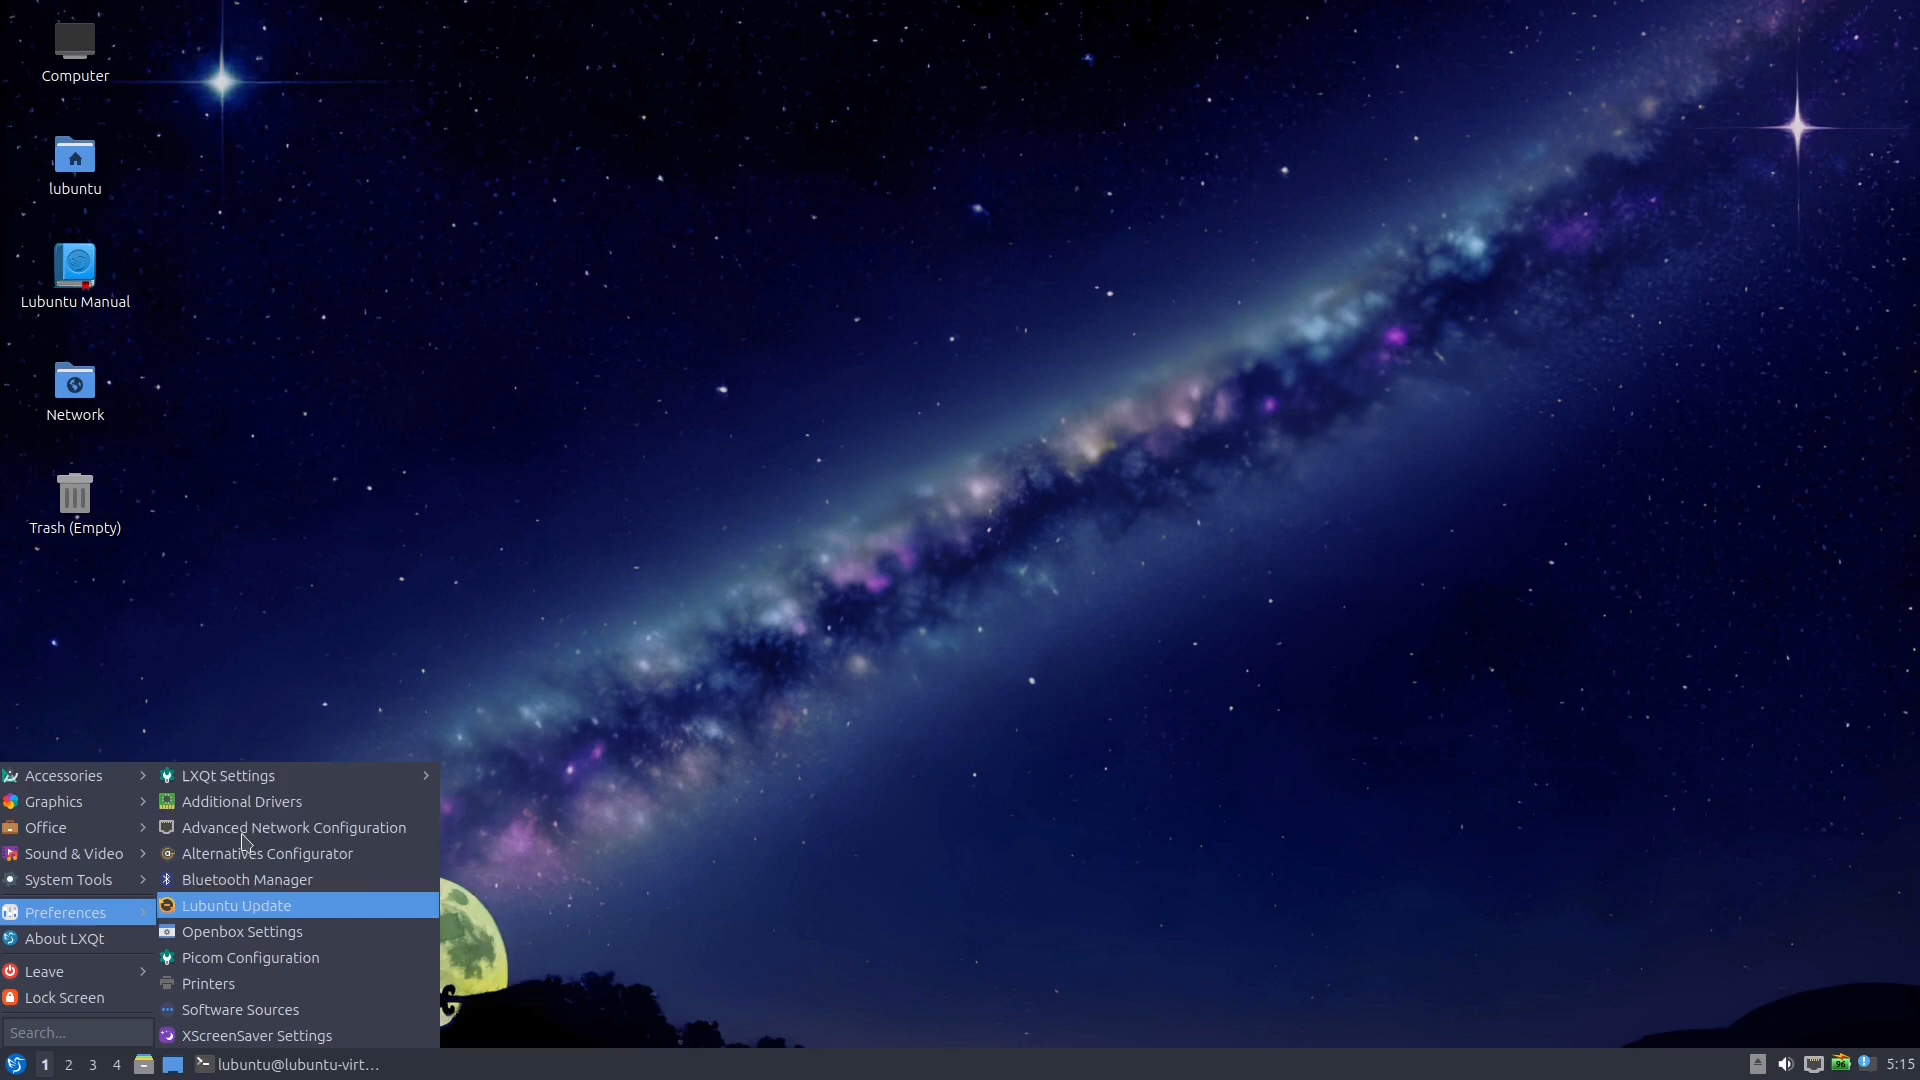 Computer
lubuntu
Lubuntu Manual
Network
Trash (Empty)
Accessories
Graphics
Office
Sound & Video
System Tools
Preferences
About LXQt
Leave
Lock Screen
Search...
LXQt Settings
Additional Drivers
Advanced Network Configuration
Alternatives Configurator
Bluetooth Manager
Lubuntu Update
Openbox Settings
Picom Configuration
Printers
Software Sources
XScreenSaver Settings
1 2 3 4 lubuntu@lubuntu-virt... 96 5:15